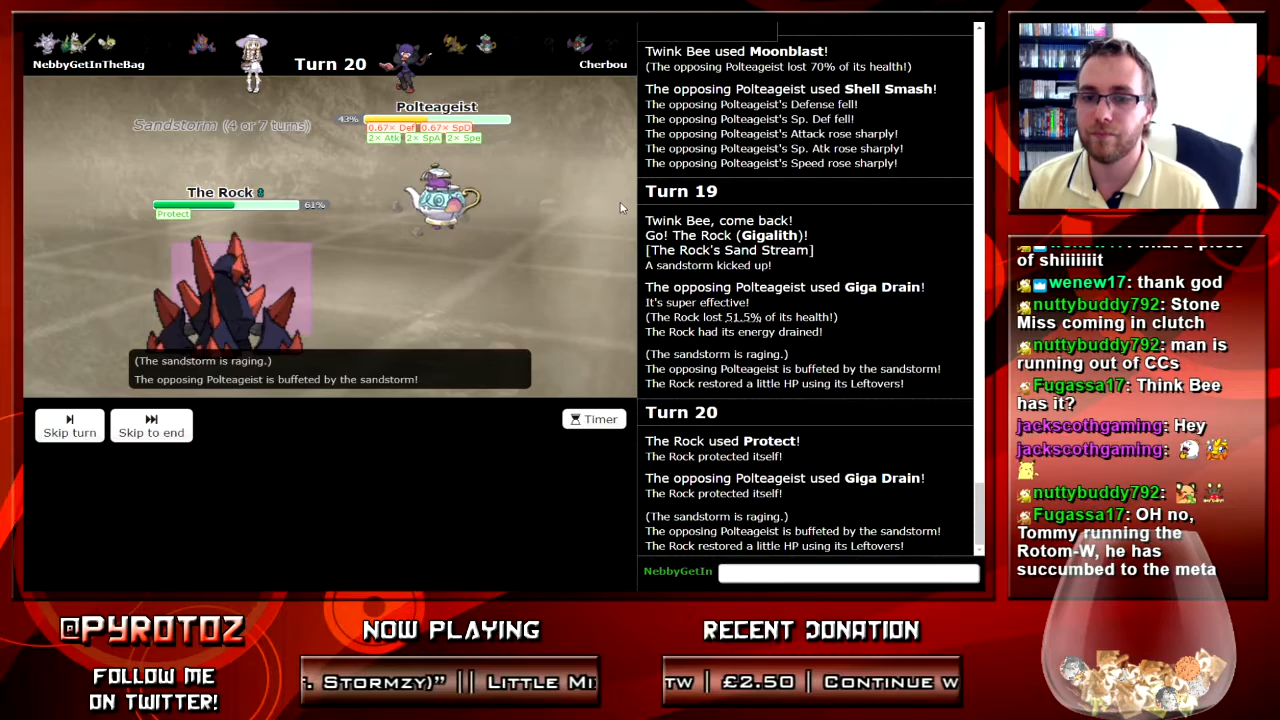 NebbyGetInTheBag
Turn 20
Cherbou
Sandstorm (4 or 7 turns)
Polteageist
43%
0.67× Def 0.67× SpD
2× Atk 2× SpA 2× Spe
The Rock
61%
Protect
(The sandstorm is raging.)
The opposing Polteageist is buffeted by the sandstorm!
Skip turn
Skip to end
Timer
Twink Bee used Moonblast!
(The opposing Polteageist lost 70% of its health!)
The opposing Polteageist used Shell Smash!
The opposing Polteageist's Defense fell!
The opposing Polteageist's Sp. Def fell!
The opposing Polteageist's Attack rose sharply!
The opposing Polteageist's Sp. Atk rose sharply!
The opposing Polteageist's Speed rose sharply!
Turn 19
Twink Bee, come back!
Go! The Rock (Gigalith)!
[The Rock's Sand Stream]
A sandstorm kicked up!
The opposing Polteageist used Giga Drain!
It's super effective!
(The Rock lost 51.5% of its health!)
The Rock had its energy drained!
(The sandstorm is raging.)
The opposing Polteageist is buffeted by the sandstorm!
The Rock restored a little HP using its Leftovers!
Turn 20
The Rock used Protect!
The Rock protected itself!
The opposing Polteageist used Giga Drain!
The Rock protected itself!
(The sandstorm is raging.)
The opposing Polteageist is buffeted by the sandstorm!
The Rock restored a little HP using its Leftovers!
NebbyGetIn
of shiiiiiiit
wenew17: thank god
nuttybuddy792: Stone
Miss coming in clutch
nuttybuddy792: man is
running out of CCs
Fugassa17: Think Bee
has it?
jackscothgaming: Hey
jackscothgaming:
nuttybuddy792:
Fugassa17: OH no,
Tommy running the
Rotom-W, he has
succumbed to the meta
@PYROTOZ
FOLLOW ME
ON TWITTER!
NOW PLAYING
. STORMZY)" || LITTLE MI
RECENT DONATION
TW | £2.50 | CONTINUE W